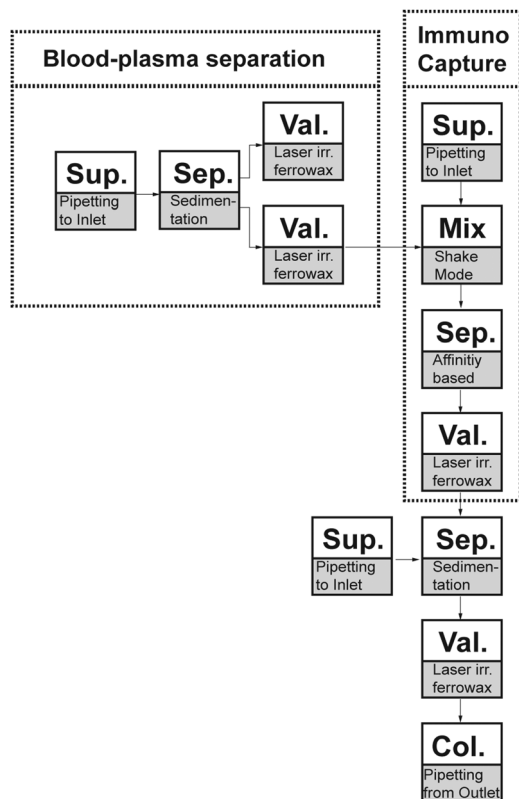 Blood-plasma separation
Immuno
Capture
Sup.
Pipetting
to Inlet
Sep.
Sedimen-
tation
Val.
Laser irr.
ferrowax
Val.
Laser irr.
ferrowax
Sup.
Pipetting
to Inlet
Mix
Shake
Mode
Sep.
Affinitiy
based
Val.
Laser irr.
ferrowax
Sup.
Pipetting
to Inlet
Sep.
Sedimen-
tation
Val.
Laser irr.
ferrowax
Col.
Pipetting
from Outlet